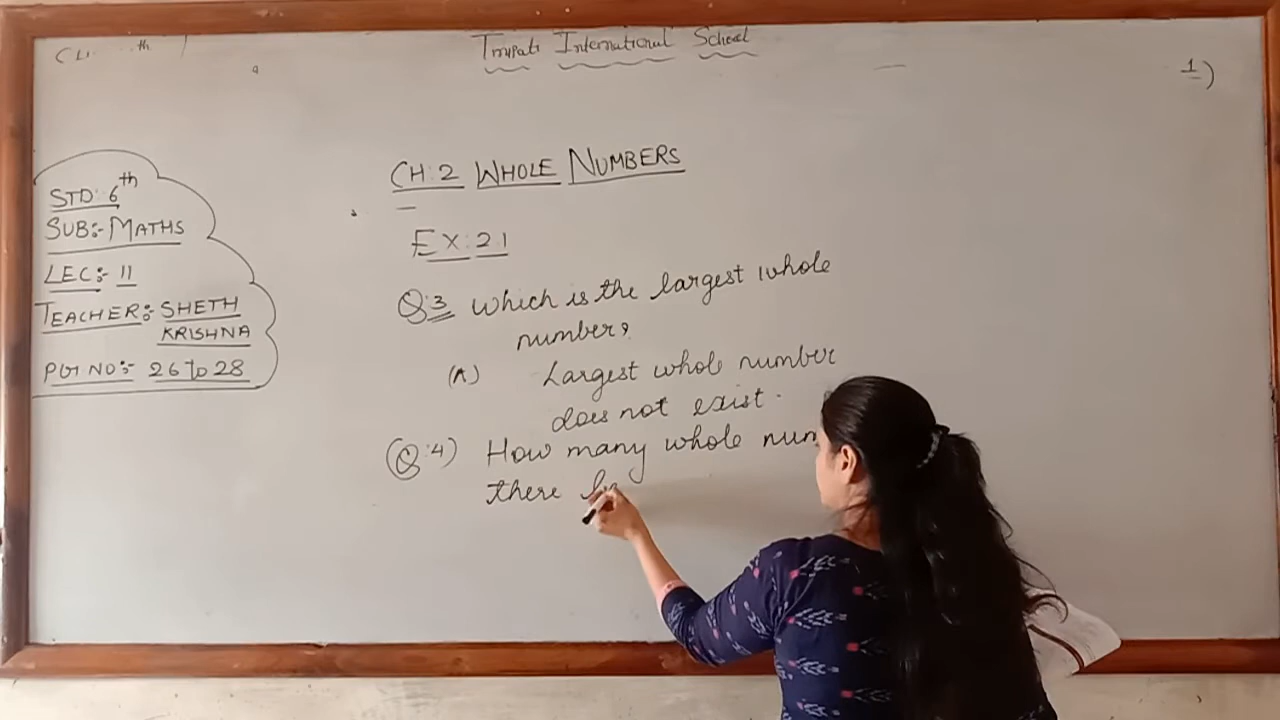 International School
1)
STD: 6th
SUB:- MATHS
LEC:- 11
TEACHER:- SHETH
KRISHNA
PG NO:- 26 to 28
CH:2 WHOLE NUMBERS
EX:2.1
Q:3 Which is the largest whole
number?
(A) Largest whole number
does not exist.
(Q:4) How many whole num
there